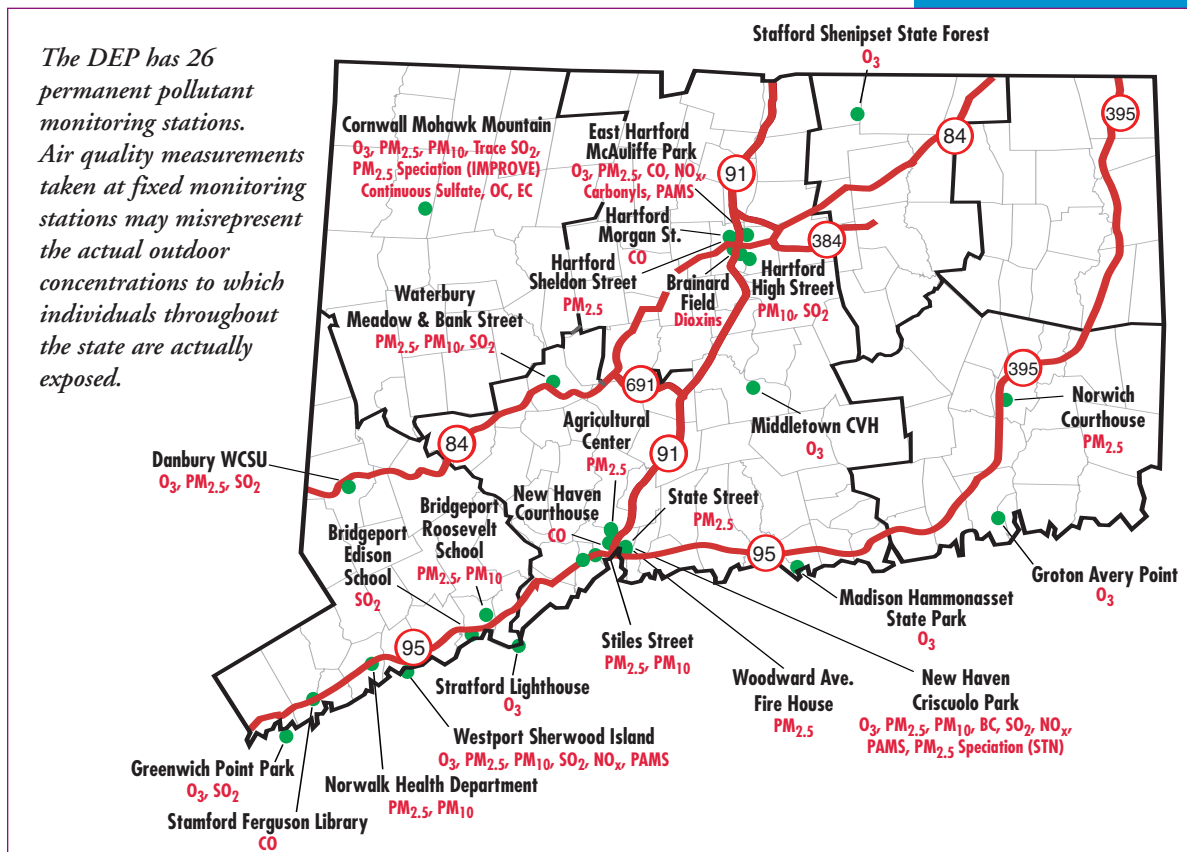 The DEP has 26
permanent pollutant
monitoring stations.
Air quality measurements
taken at fixed monitoring
stations may misrepresent
the actual outdoor
concentrations to which
individuals throughout
the state are actually
exposed.
Stafford Shenipset State Forest
O3
Cornwall Mohawk Mountain
O3, PM2.5, PM10, Trace SO2,
PM2.5 Speciation (IMPROVE)
Continuous Sulfate, OC, EC
East Hartford
McAuliffe Park
O3, PM2.5, CO, NOx,
Carbonyls, PAMS
91
84
395
Hartford
Morgan St.
CO
384
Hartford
Sheldon Street
PM2.5
Brainard
Field
Dioxins
Hartford
High Street
PM10, SO2
Waterbury
Meadow & Bank Street
PM2.5, PM10, SO2
691
395
Middletown CVH
O3
Norwich
Courthouse
PM2.5
Agricultural
Center
PM2.5
84
91
Danbury WCSU
O3, PM2.5, SO2
New Haven
Courthouse
CO
State Street
PM2.5
Bridgeport
Roosevelt
School
PM2.5, PM10
Bridgeport
Edison
School
SO2
95
Groton Avery Point
O3
Madison Hammonasset
State Park
O3
Stiles Street
PM2.5, PM10
95
Woodward Ave.
Fire House
PM2.5
New Haven
Criscuolo Park
O3, PM2.5, PM10, BC, SO2, NOx,
PAMS, PM2.5 Speciation (STN)
Stratford Lighthouse
O3
Westport Sherwood Island
O3, PM2.5, PM10, SO2, NOx, PAMS
Greenwich Point Park
O3, SO2
Norwalk Health Department
PM2.5, PM10
Stamford Ferguson Library
CO